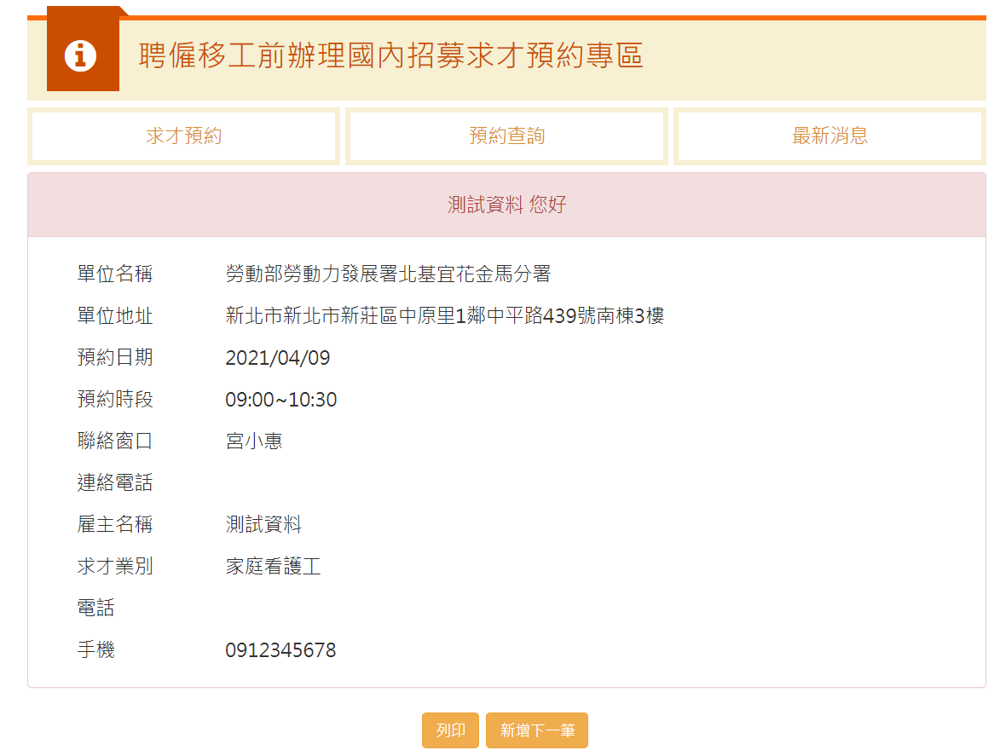 聘僱移工前辦理國內招募求才預約專區
求才預約 預約查詢 最新消息
測試資料 您好
單位名稱 勞動部勞動力發展署北基宜花金馬分署
單位地址 新北市新北市新莊區中原里1鄰中平路439號南棟3樓
預約日期 2021/04/09
預約時段 09:00~10:30
聯絡窗口 宮小惠
連絡電話
雇主名稱 測試資料
求才業別 家庭看護工
電話
手機 0912345678
列印 新增下一筆